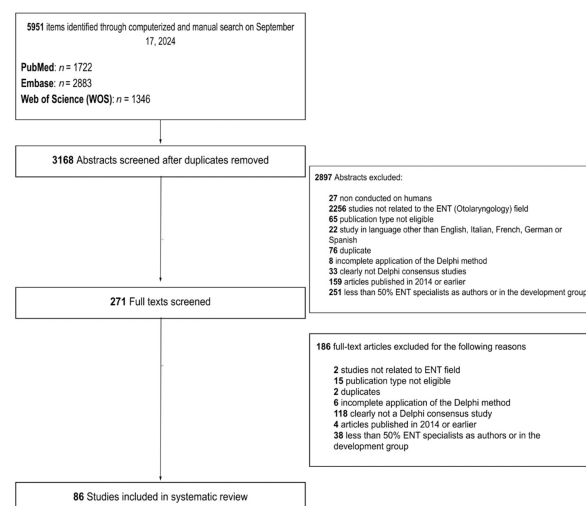 5951 items identified through computerized and manual search on September
17, 2024
PubMed: n = 1722
Embase: n = 2883
Web of Science (WOS): n = 1346
3168 Abstracts screened after duplicates removed
2897 Abstracts excluded:
27 non conducted on humans
2256 studies not related to the ENT (Otolaryngology) field
65 publication type not eligible
22 study in language other than English, Italian, French, German or
Spanish
76 duplicate
8 incomplete application of the Delphi method
33 clearly not Delphi consensus studies
159 articles published in 2014 or earlier
251 less than 50% ENT specialists as authors or in the development group
271 Full texts screened
186 full-text articles excluded for the following reasons
2 studies not related to ENT field
15 publication type not eligible
2 duplicates
6 incomplete application of the Delphi method
118 clearly not a Delphi consensus study
4 articles published in 2014 or earlier
38 less than 50% ENT specialists as authors or in the
development group
86 Studies included in systematic review